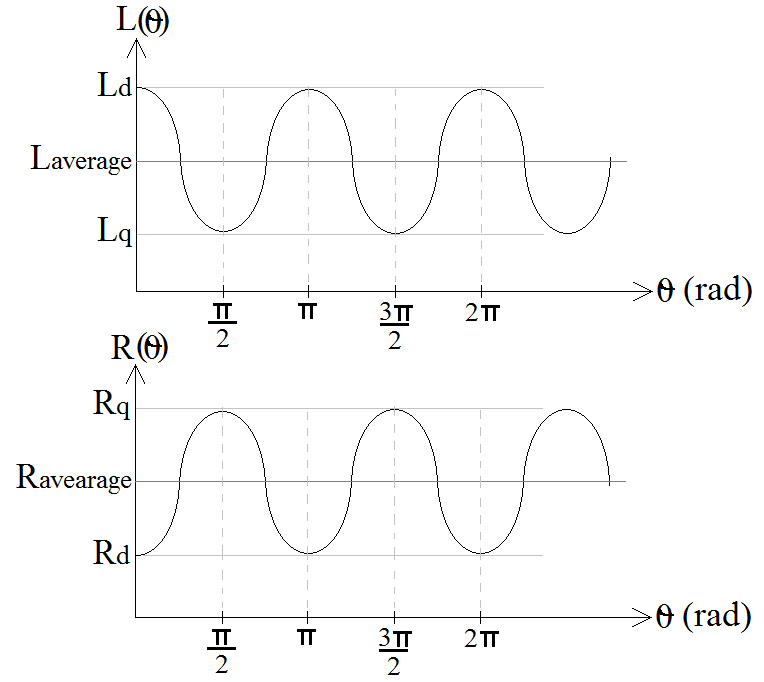 L(θ)
Ld
Laverage
Lq
θ (rad)
π/2 π 3π/2 2π
R(θ)
Rq
Ravearage
Rd
θ (rad)
π/2 π 3π/2 2π